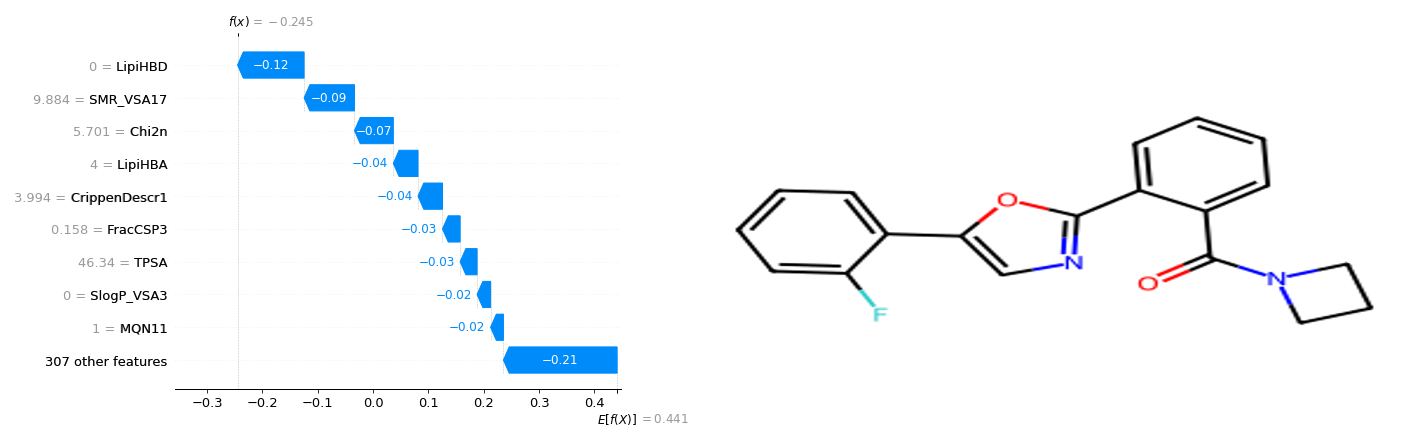 f(x) = −0.245
0 = LipiHBD
−0.12
9.884 = SMR_VSA17
−0.09
5.701 = Chi2n
−0.07
4 = LipiHBA
−0.04
3.994 = CrippenDescr1
−0.04
0.158 = FracCSP3
−0.03
46.34 = TPSA
−0.03
0 = SlogP_VSA3
−0.02
1 = MQN11
−0.02
307 other features
−0.21
−0.3 −0.2 −0.1 0.0 0.1 0.2 0.3 0.4
E[f(X)] = 0.441
O
N
F
O
N